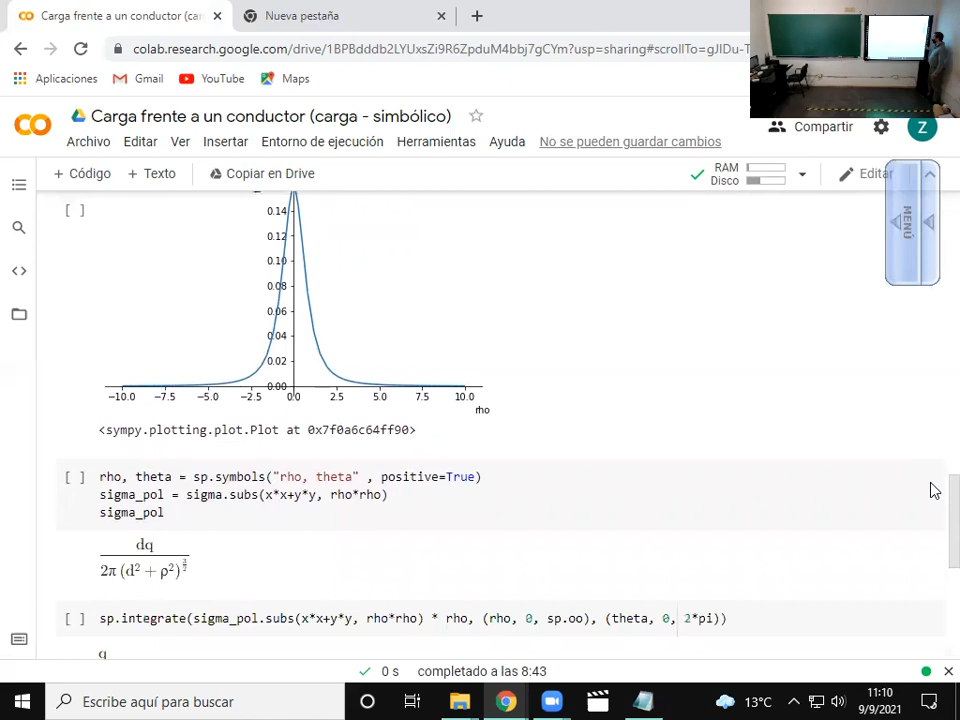 Carga frente a un conductor (car
Nueva pestaña
colab.research.google.com/drive/1BPBdddb2LYUxsZi9R6ZpduM4bbj7gCYm?usp=sharing#scrollTo=gJIDu-T
Aplicaciones
Gmail
YouTube
Maps
Carga frente a un conductor (carga - simbólico)
Compartir
Z
Archivo Editar Ver Insertar Entorno de ejecución Herramientas Ayuda No se pueden guardar cambios
+ Código + Texto Copiar en Drive
RAM
Disco
Editar
MENÚ
[ ]
0.14
0.12
0.10
0.08
0.06
0.04
0.02
0.00
−10.0 −7.5 −5.0 −2.5 0.0 2.5 5.0 7.5 10.0
rho
<sympy.plotting.plot.Plot at 0x7f0a6c64ff90>
[ ] rho, theta = sp.symbols("rho, theta" , positive=True)
sigma_pol = sigma.subs(x*x+y*y, rho*rho)
sigma_pol
dq
2π (d² + ρ²)^(3/2)
[ ] sp.integrate(sigma_pol.subs(x*x+y*y, rho*rho) * rho, (rho, 0, sp.oo), (theta, 0, 2*pi))
q
0 s completado a las 8:43
Escribe aquí para buscar
13°C
11:10
9/9/2021